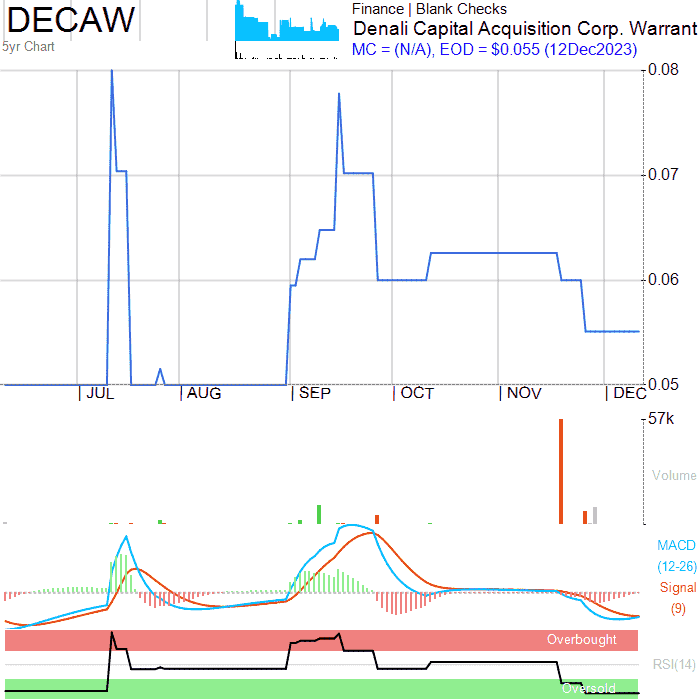 DECAW
5yr Chart
Finance | Blank Checks
Denali Capital Acquisition Corp. Warrant
MC = (N/A), EOD = $0.055 (12Dec2023)
0.08
0.07
0.06
0.05
JUL AUG SEP OCT NOV DEC
57k
Volume
MACD
(12-26)
Signal
(9)
Overbought
RSI(14)
Oversold